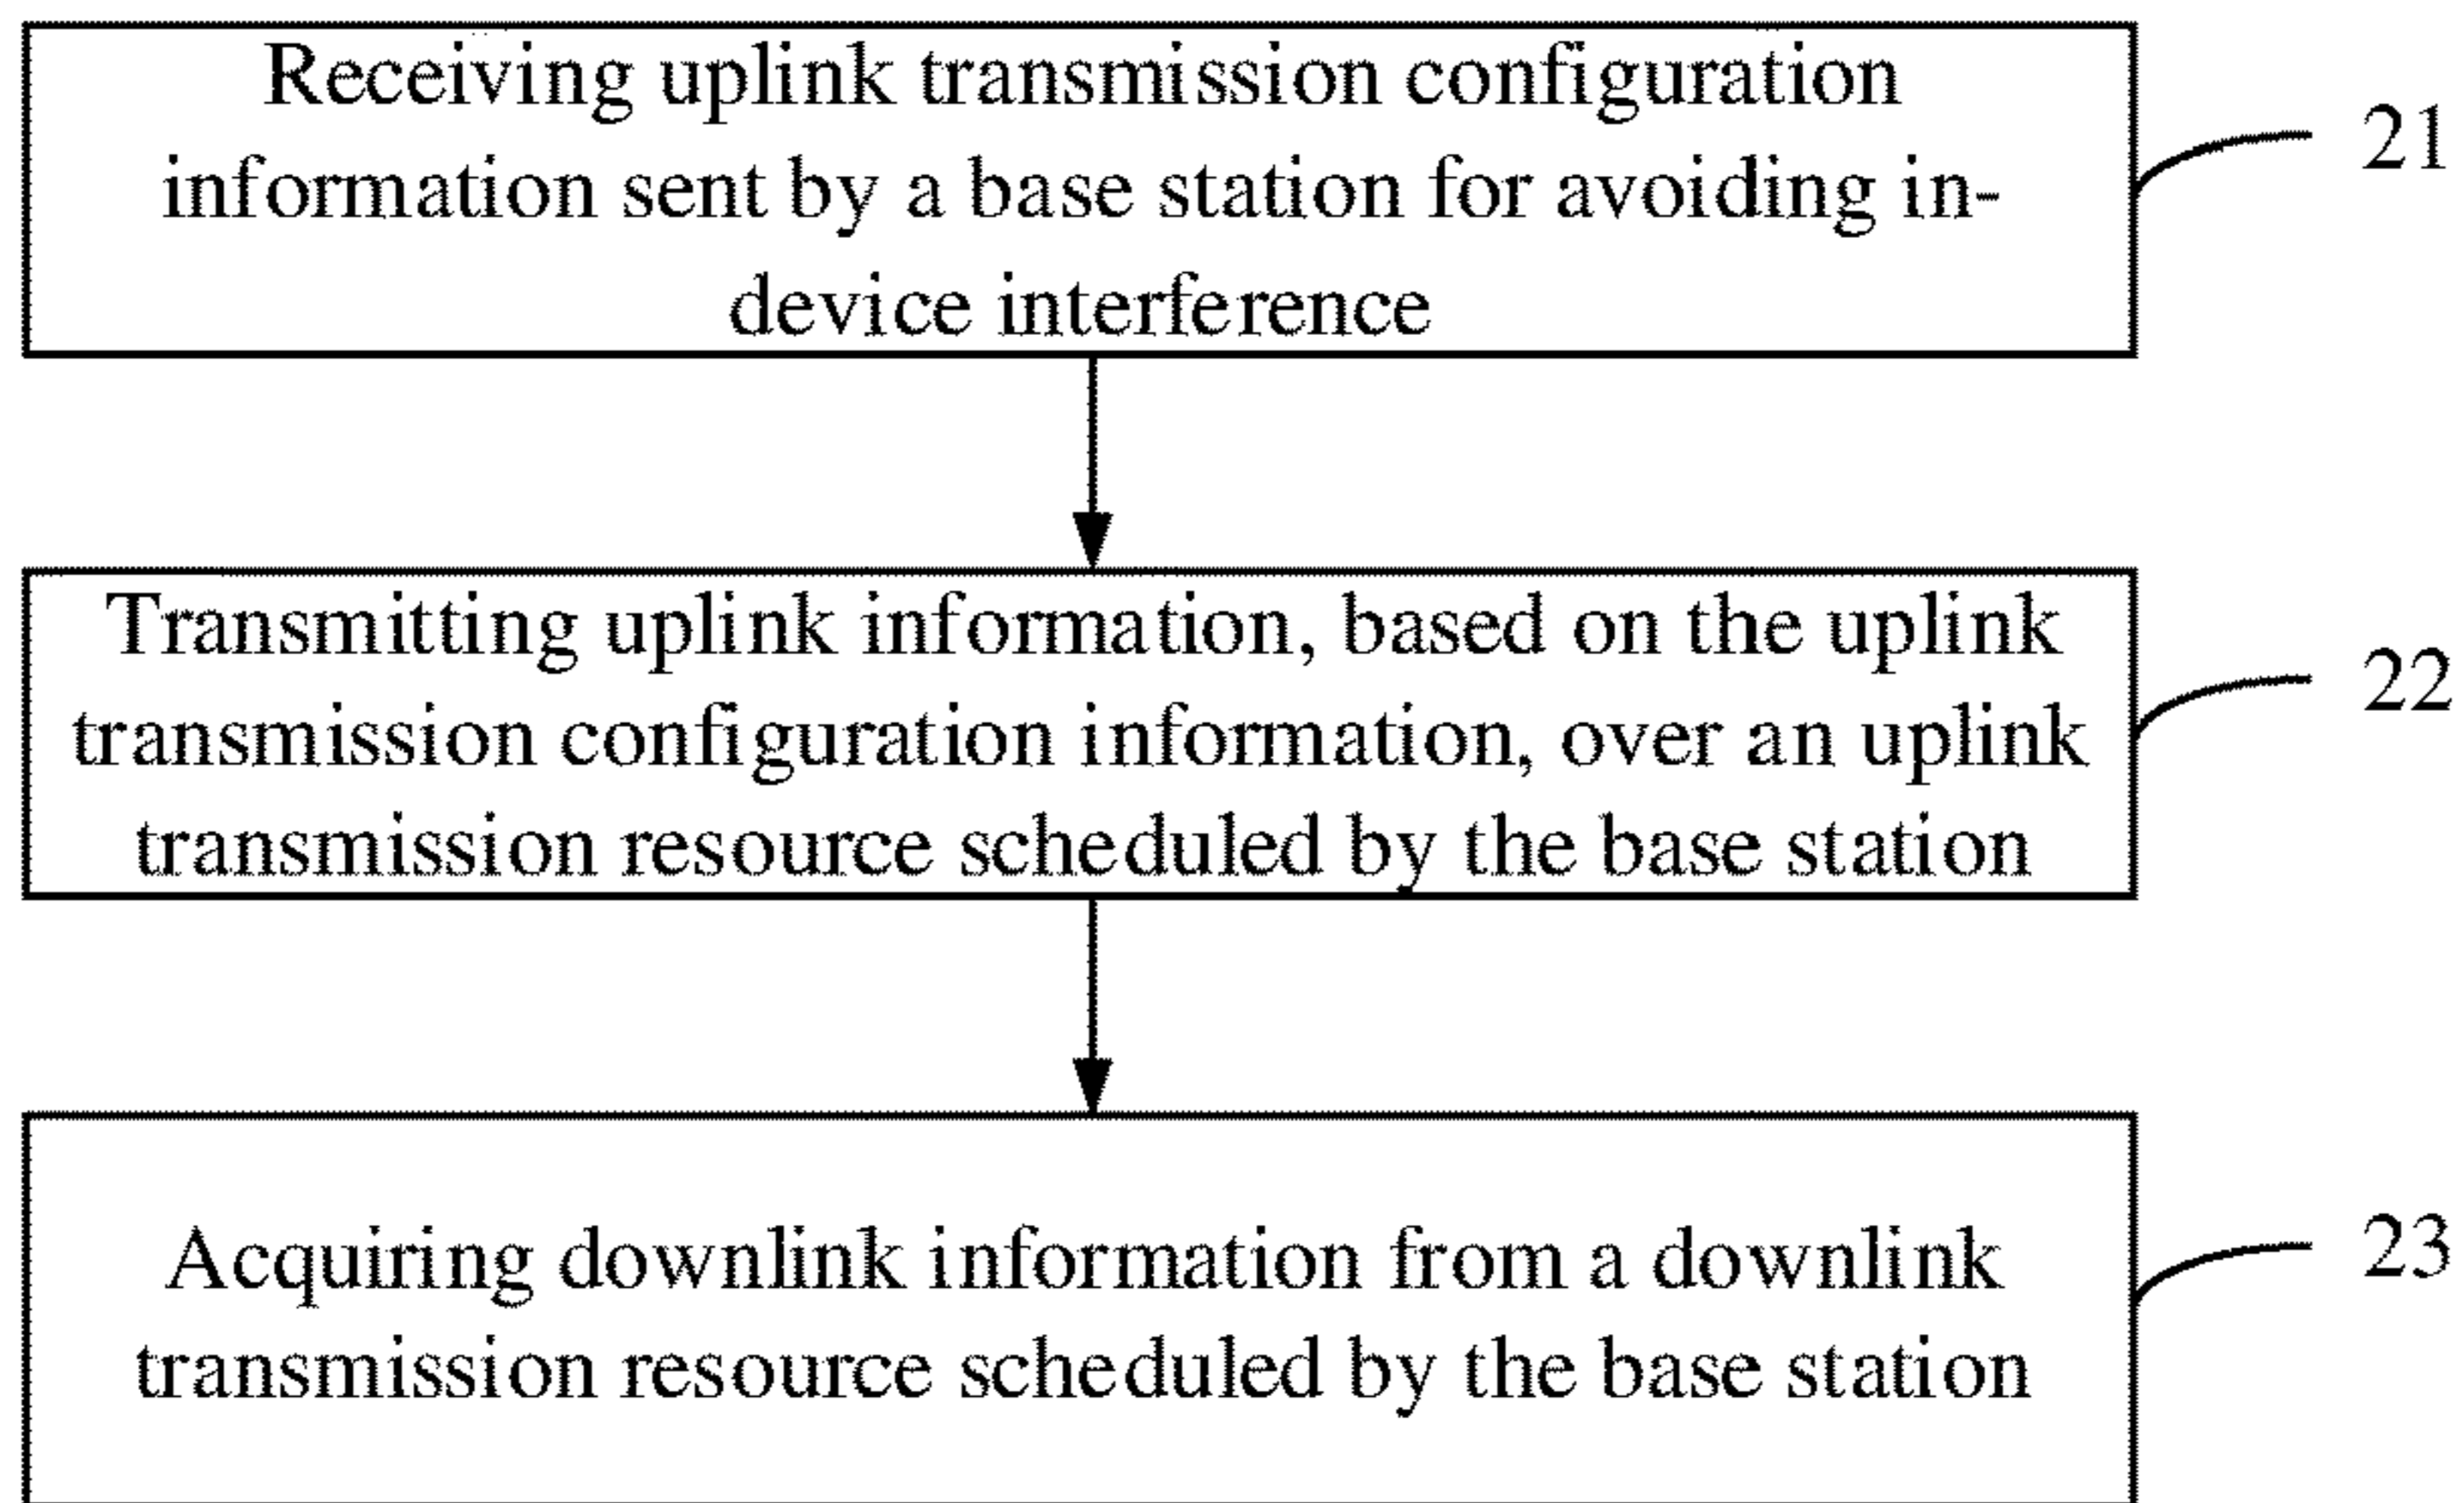 Receiving uplink transmission configuration
information sent by a base station for avoiding in-
device interference
21
Transmitting uplink information, based on the uplink
transmission configuration information, over an uplink
transmission resource scheduled by the base station
22
Acquiring downlink information from a downlink
transmission resource scheduled by the base station
23